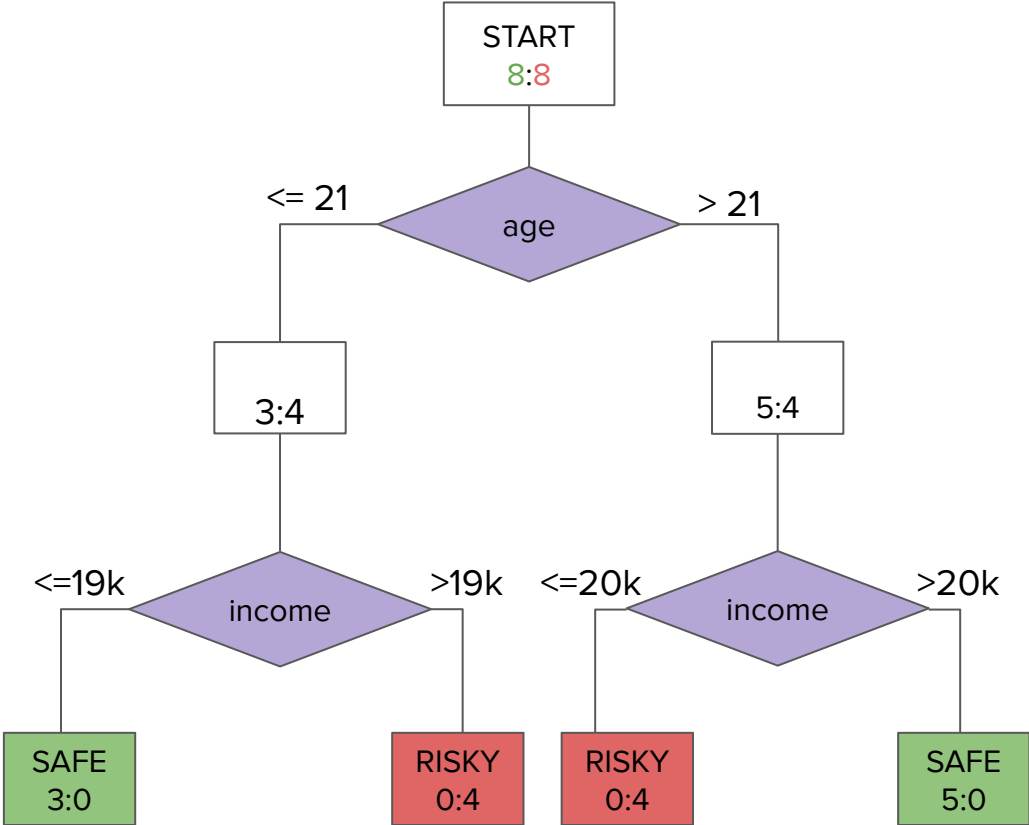 START
8:8
<= 21
> 21
age
3:4
5:4
<=19k
>19k
<=20k
>20k
income
income
SAFE
3:0
RISKY
0:4
RISKY
0:4
SAFE
5:0